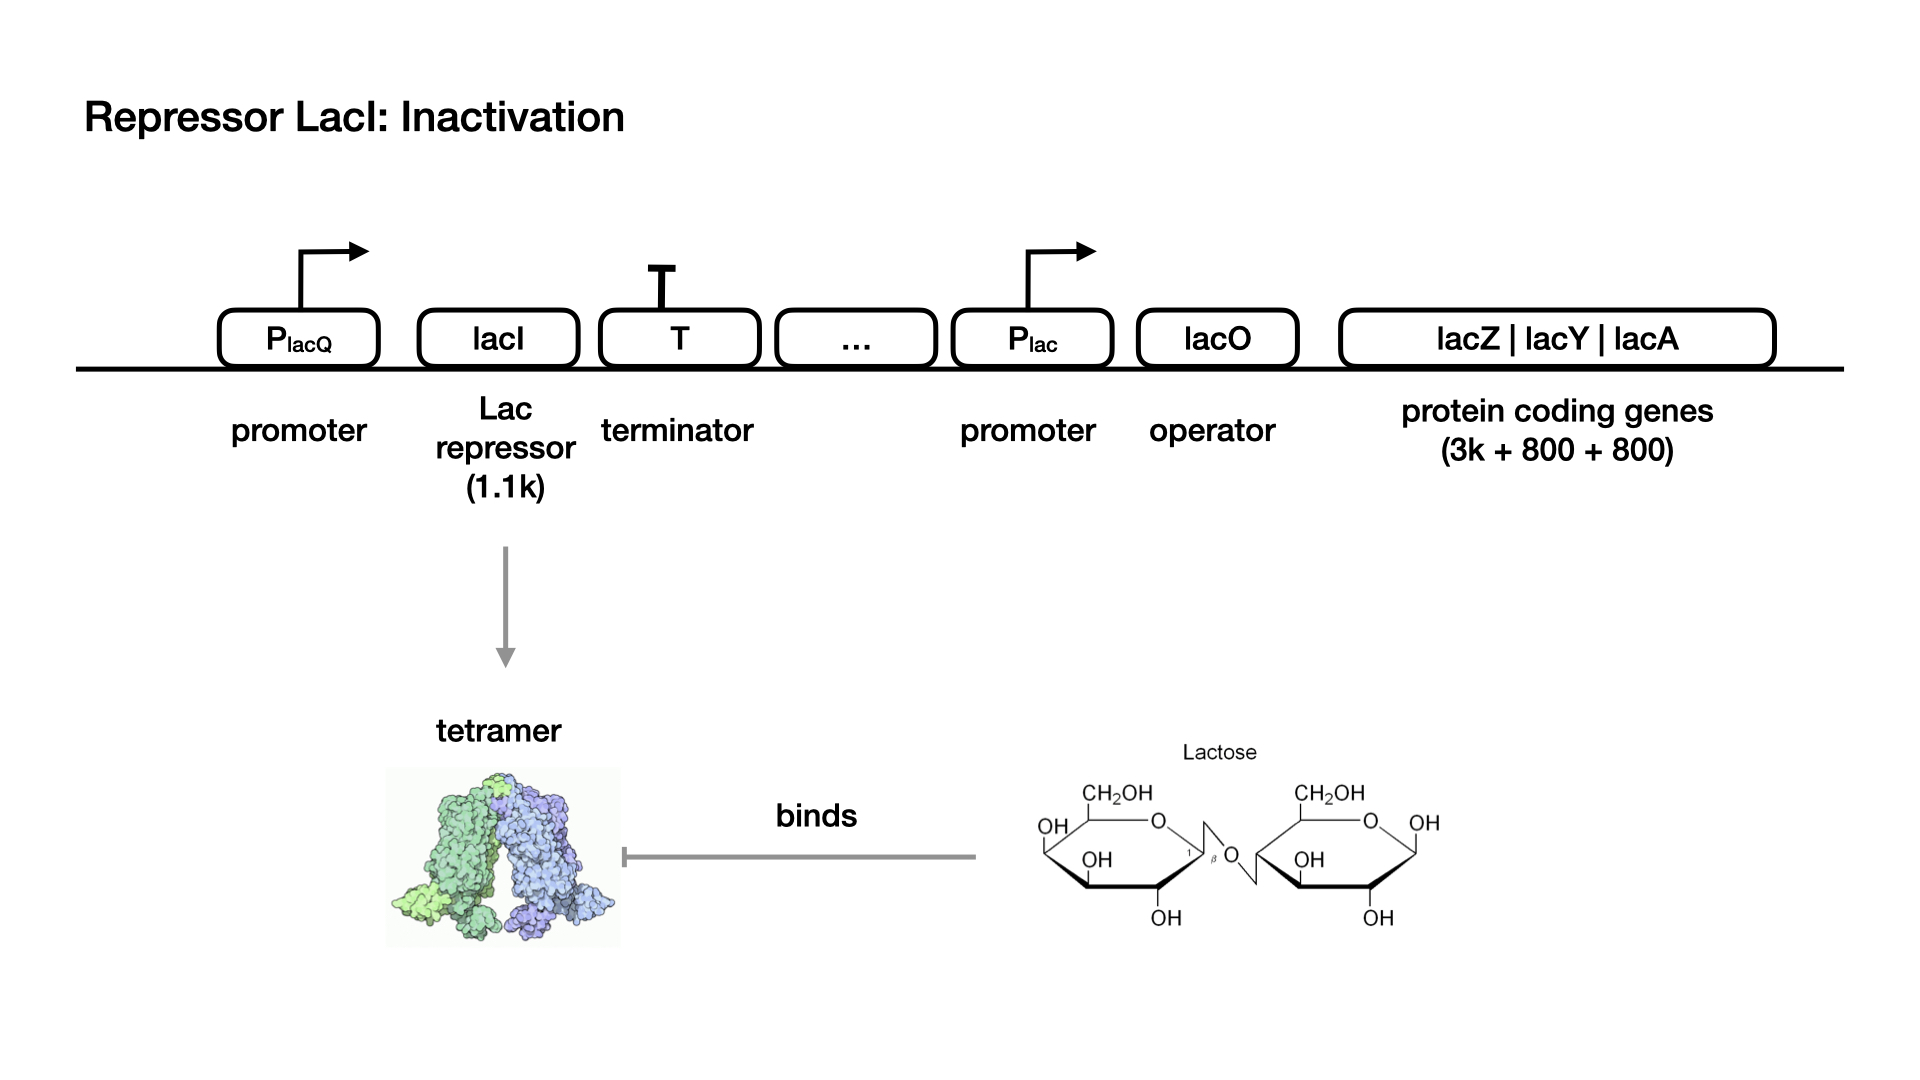 Repressor LacI: Inactivation
PlacQ
lacI
T
...
Plac
lacO
lacZ | lacY | lacA
promoter
Lac
repressor
(1.1k)
terminator
promoter
operator
protein coding genes
(3k + 800 + 800)
tetramer
binds
Lactose
CH₂OH
CH₂OH
OH
O
O
OH
OH
1
β
O
OH
OH
OH